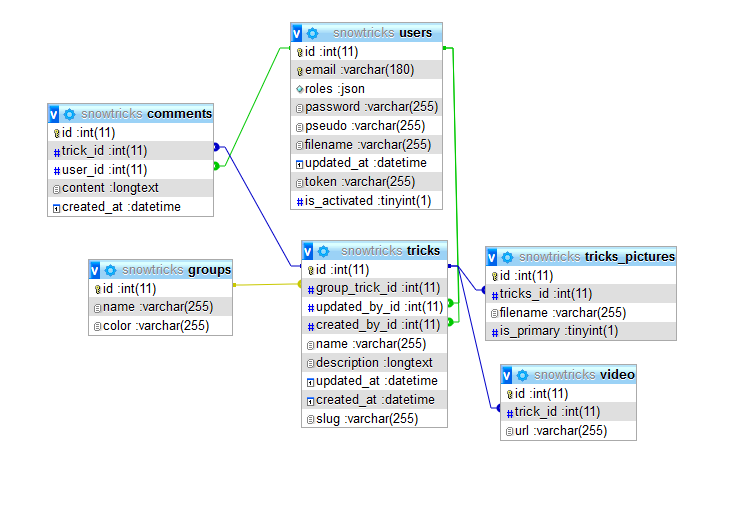 v snowtricks users
id :int(11)
email :varchar(180)
roles :json
password :varchar(255)
pseudo :varchar(255)
filename :varchar(255)
updated_at :datetime
token :varchar(255)
# is_activated :tinyint(1)
v snowtricks comments
id :int(11)
# trick_id :int(11)
# user_id :int(11)
content :longtext
created_at :datetime
v snowtricks groups
id :int(11)
name :varchar(255)
color :varchar(255)
v snowtricks tricks
id :int(11)
# group_trick_id :int(11)
# updated_by_id :int(11)
# created_by_id :int(11)
name :varchar(255)
description :longtext
updated_at :datetime
created_at :datetime
slug :varchar(255)
v snowtricks tricks_pictures
id :int(11)
# tricks_id :int(11)
filename :varchar(255)
# is_primary :tinyint(1)
v snowtricks video
id :int(11)
# trick_id :int(11)
url :varchar(255)